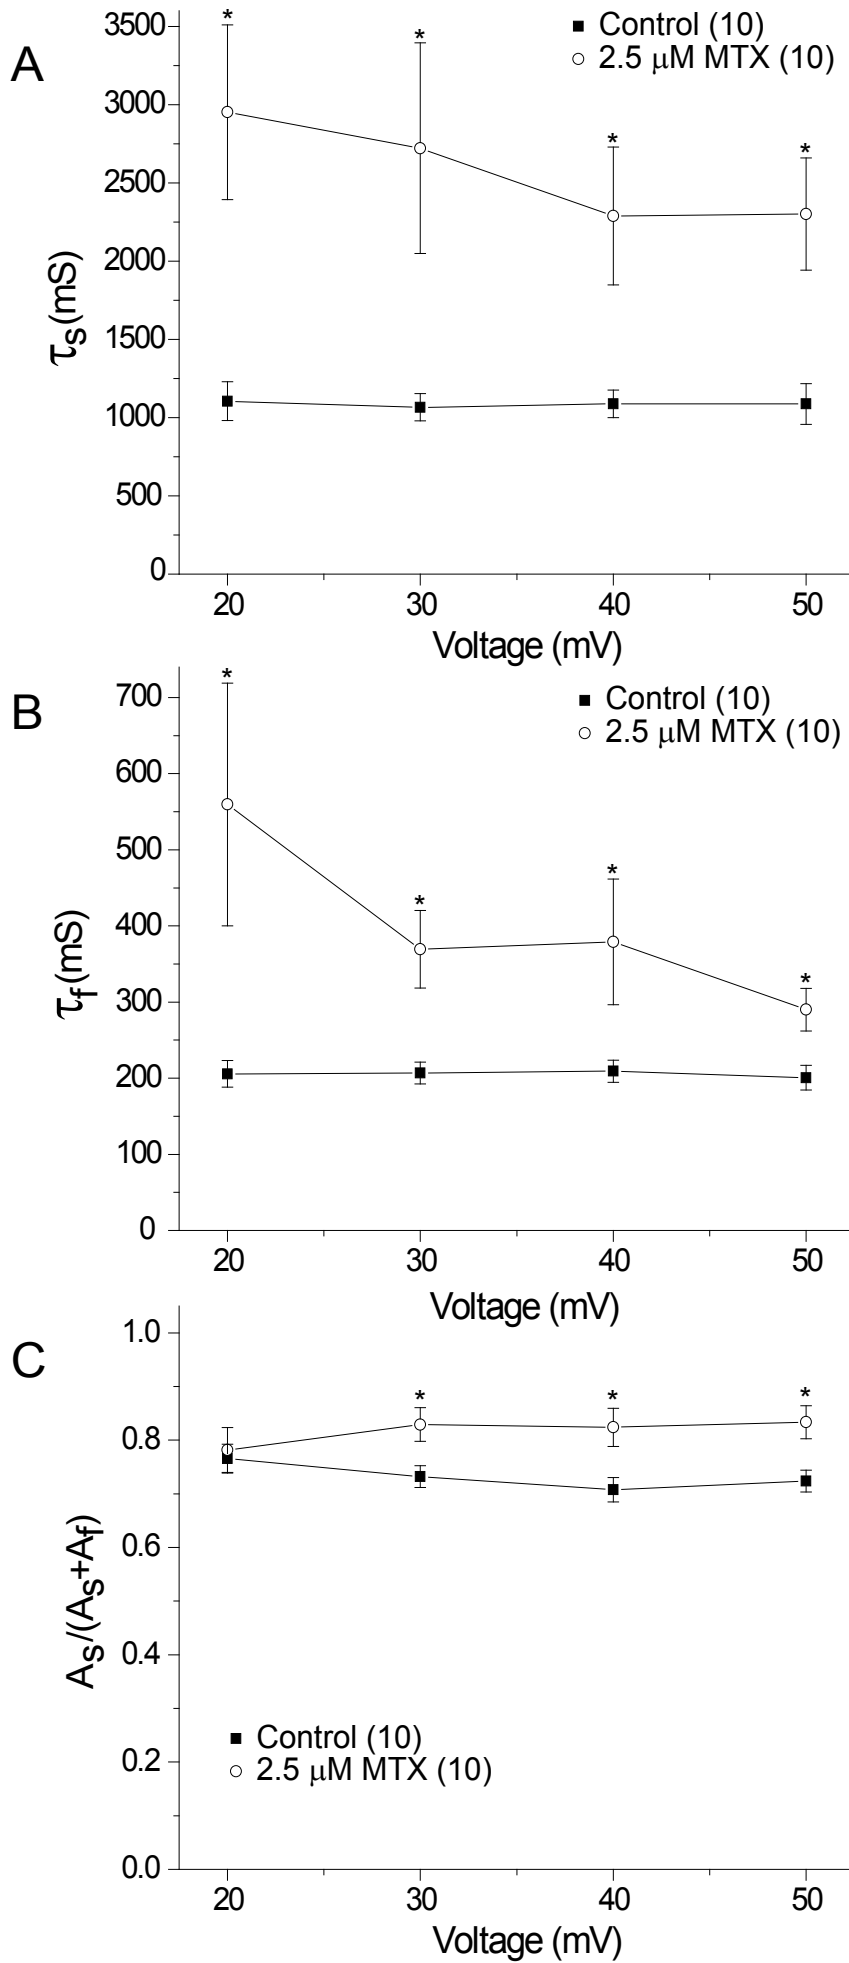 A
Control (10)
2.5 μM MTX (10)
τs(mS)
3500
3000
2500
2000
1500
1000
500
0
* * * *
20 30 40 50
Voltage (mV)
B
Control (10)
2.5 μM MTX (10)
τf(mS)
700
600
500
400
300
200
100
0
* * * *
20 30 40 50
Voltage (mV)
C
As/(As+Af)
1.0
0.8
0.6
0.4
0.2
0.0
* * *
Control (10)
2.5 μM MTX (10)
20 30 40 50
Voltage (mV)